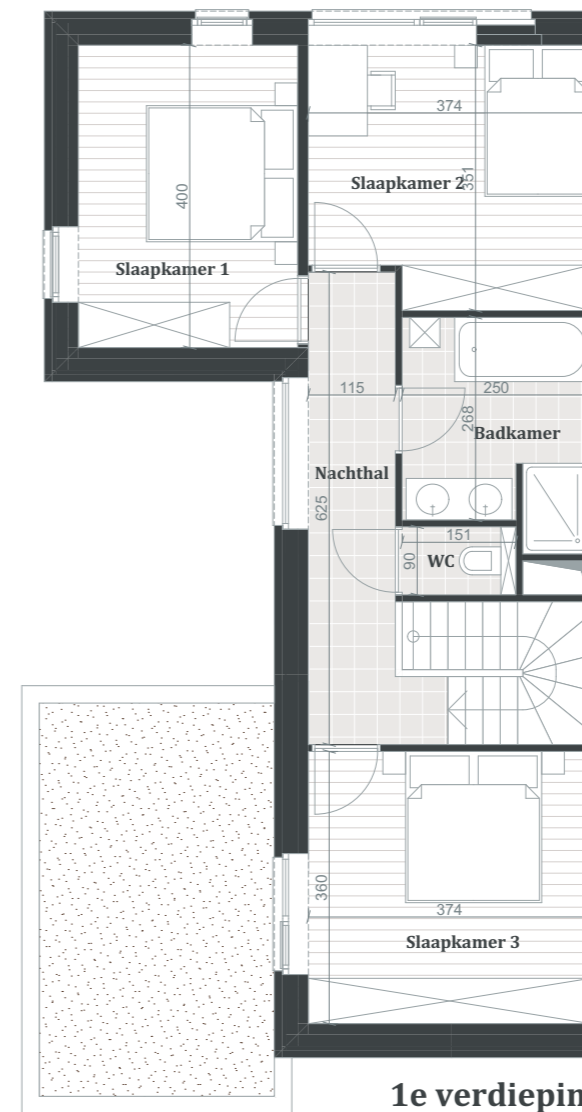 374
Slaapkamer 2
351
400
Slaapkamer 1
115
250
268
Badkamer
Nachthal
625
151
WC
90
360
374
Slaapkamer 3
1e verdiepin